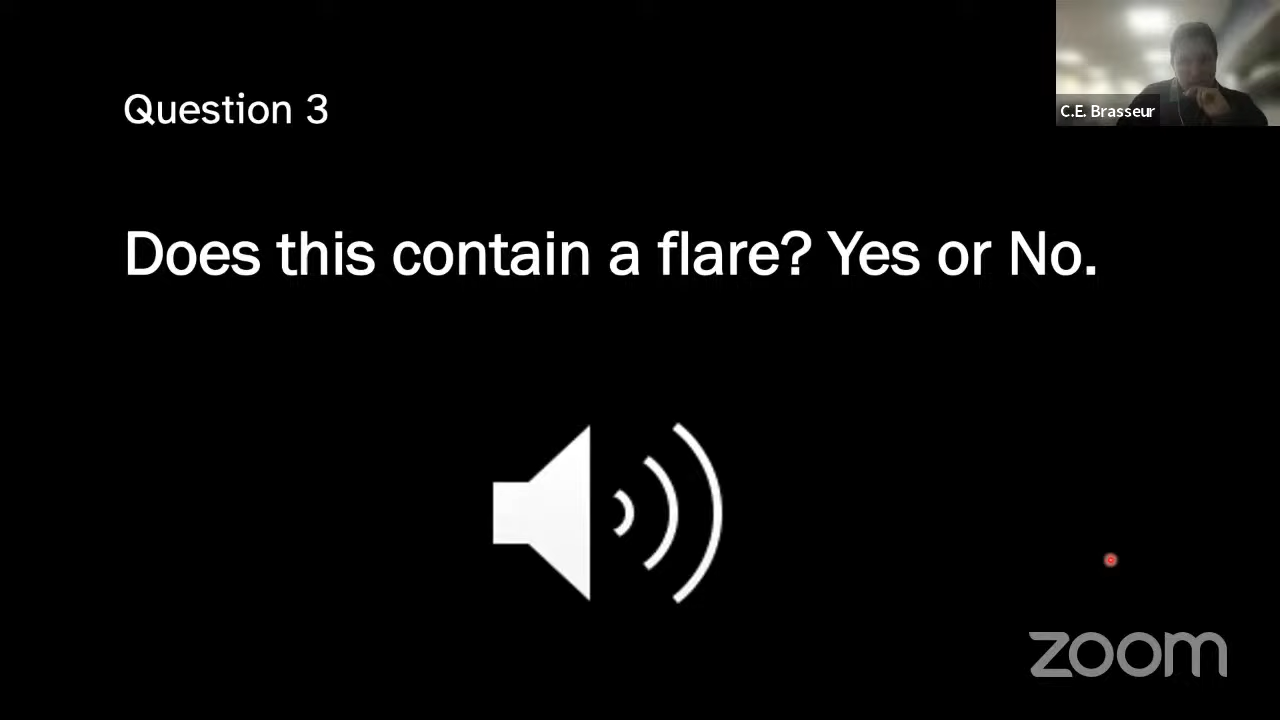 Question 3
C.E. Brasseur
Does this contain a flare? Yes or No.
zoom